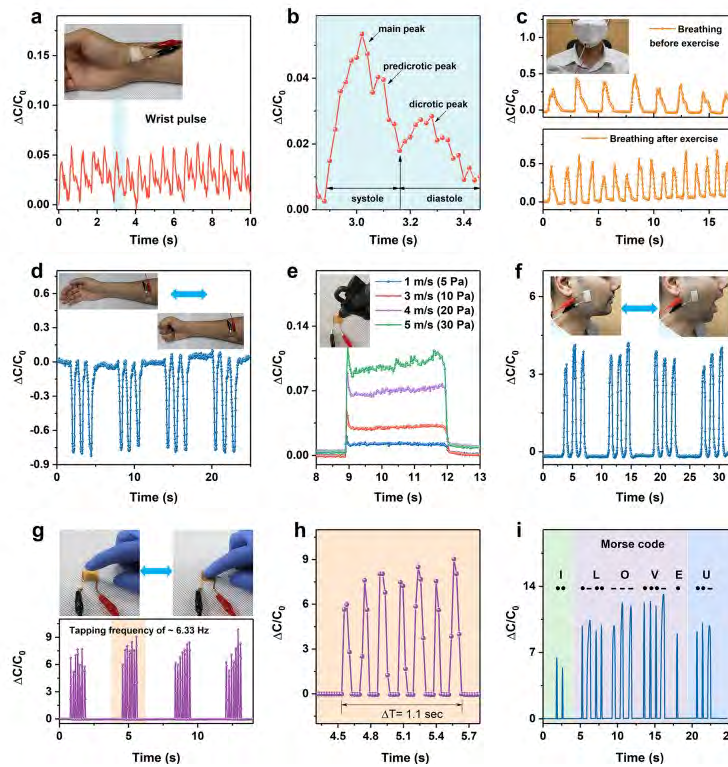 a
0.15
0.10
0.05
0.00
ΔC/C₀
Wrist pulse
0 2 4 6 8 10
Time (s)
b
0.04
0.02
0.00
ΔC/C₀
main peak
predicrotic peak
dicrotic peak
systole
diastole
3.0 3.2 3.4
Time (s)
c
1.0
0.5
0.0
1.0
0.5
0.0
ΔC/C₀
Breathing
before exercise
Breathing after exercise
0 5 10 15
Time (s)
d
0.6
0.3
0.0
-0.3
-0.6
-0.9
ΔC/C₀
0 10 20
Time (s)
e
0.14
0.07
0.00
ΔC/C₀
1 m/s (5 Pa)
3 m/s (10 Pa)
4 m/s (20 Pa)
5 m/s (30 Pa)
8 9 10 11 12 13
Time (s)
f
6
3
0
ΔC/C₀
0 5 10 15 20 25 30
Time (s)
g
Tapping frequency of ~ 6.33 Hz
9
6
3
0
ΔC/C₀
0 5 10
Time (s)
h
9
6
3
0
ΔC/C₀
ΔT= 1.1 sec
4.5 4.8 5.1 5.4 5.7
Time (s)
i
Morse code
I L O V E U
•• •–•• ––– •••– • ••–
14
7
0
ΔC/C₀
0 5 10 15 20 25
Time (s)